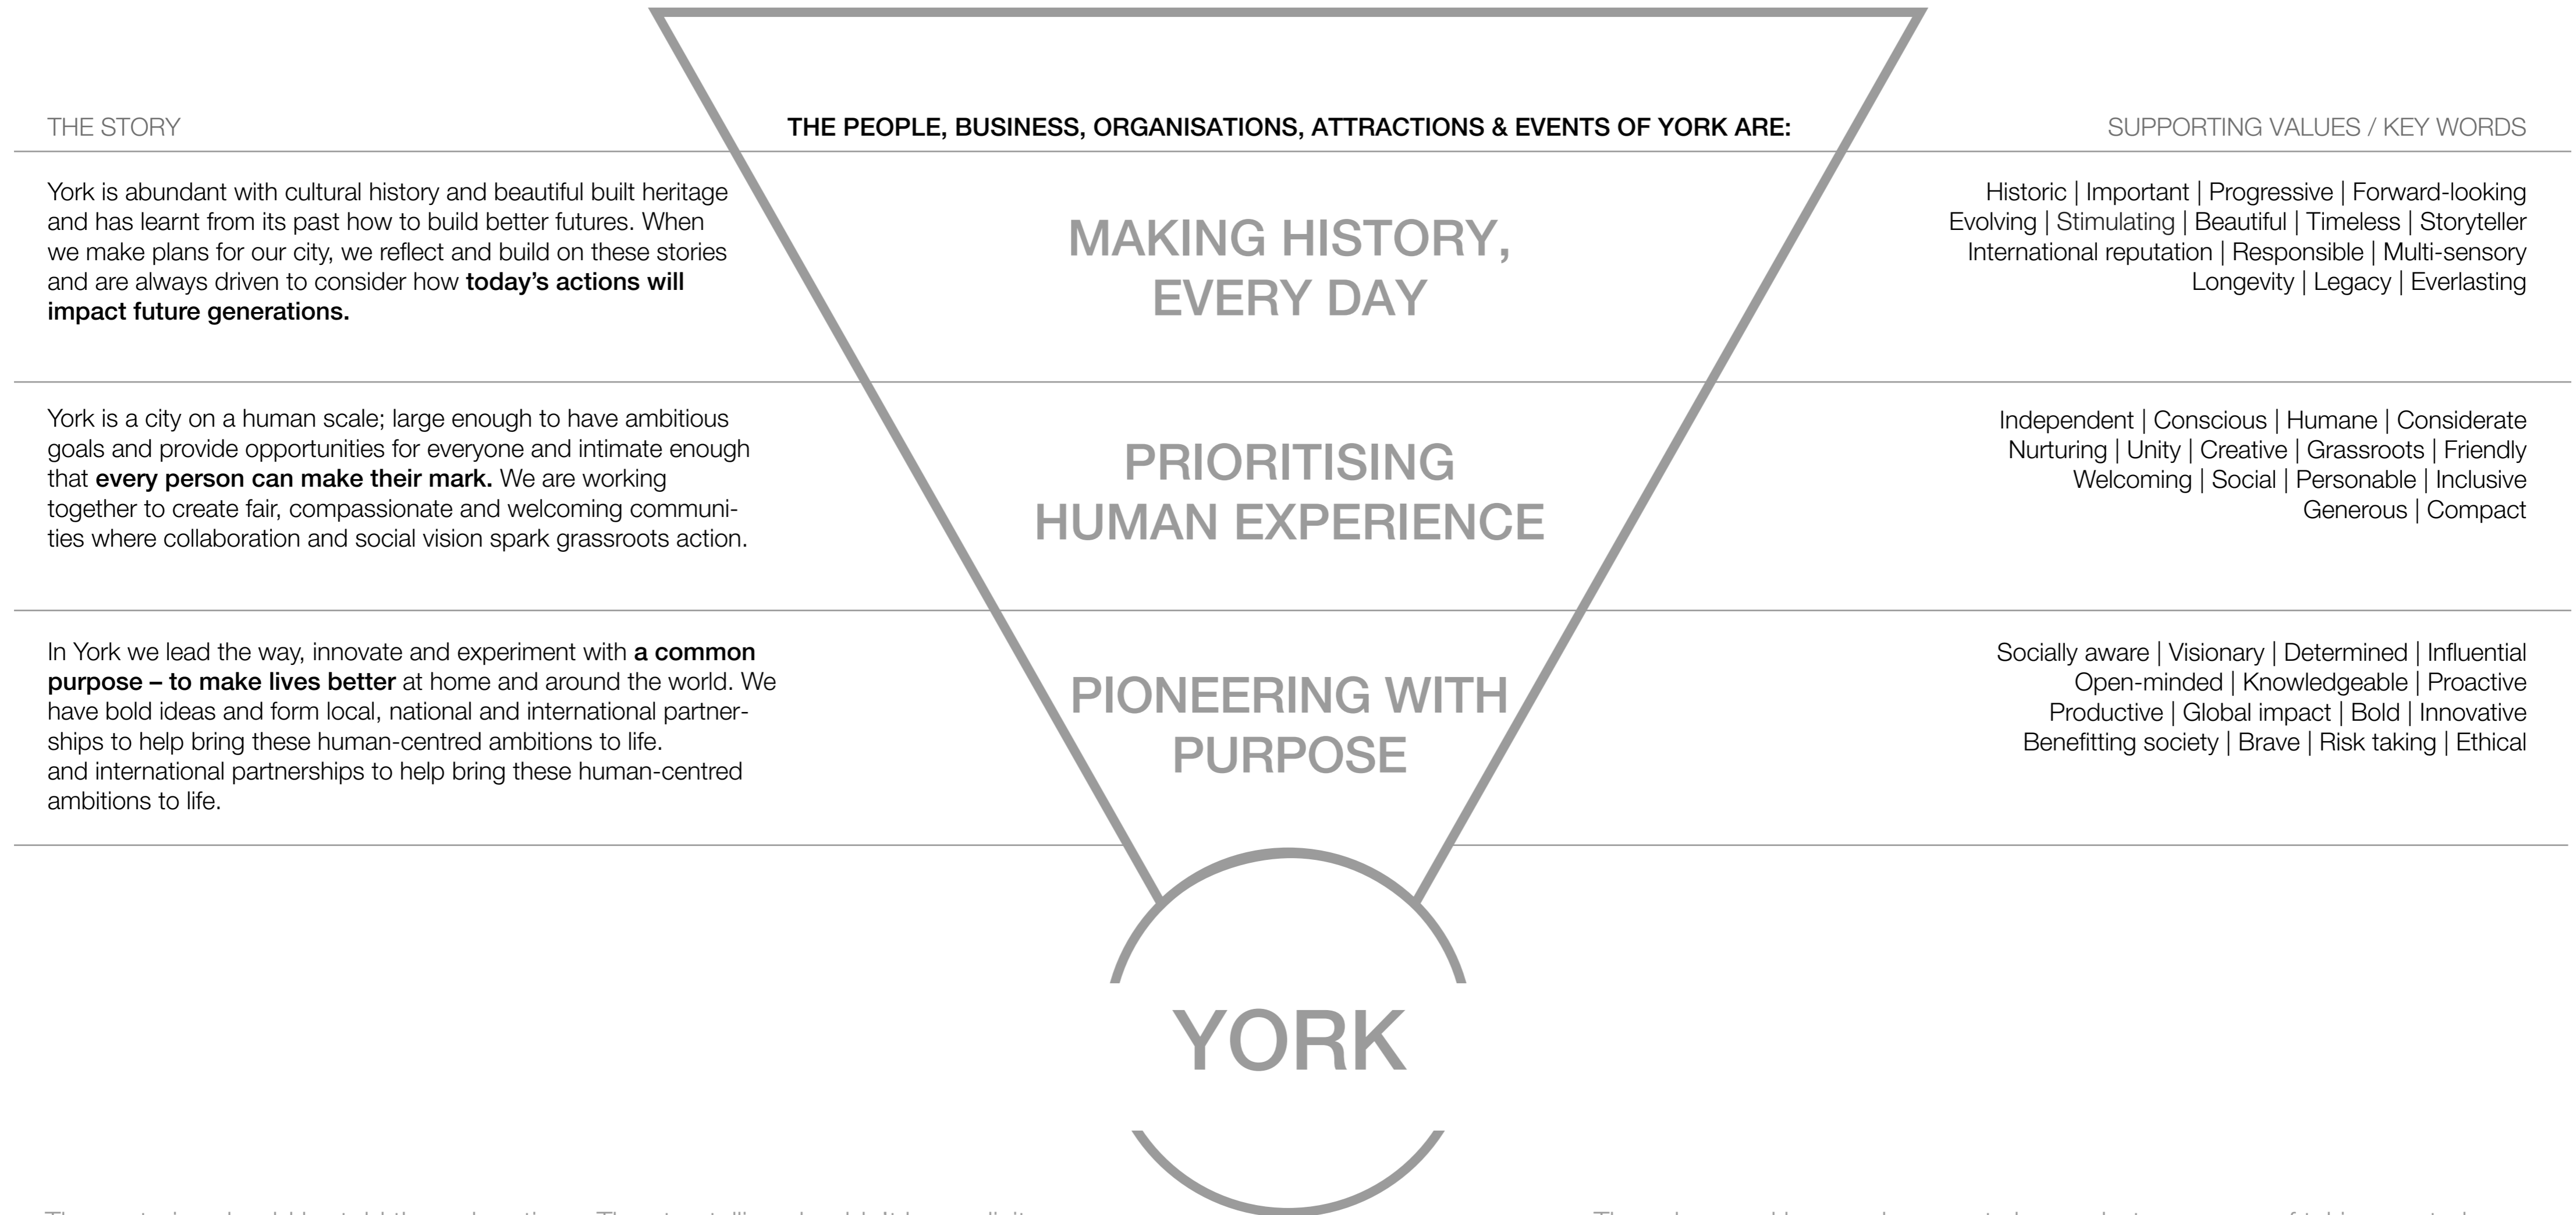 THE STORY
THE PEOPLE, BUSINESS, ORGANISATIONS, ATTRACTIONS & EVENTS OF YORK ARE:
SUPPORTING VALUES / KEY WORDS
York is abundant with cultural history and beautiful built heritage
and has learnt from its past how to build better futures. When
we make plans for our city, we reflect and build on these stories
and are always driven to consider how today’s actions will
impact future generations.
MAKING HISTORY,
EVERY DAY
Historic | Important | Progressive | Forward-looking
Evolving | Stimulating | Beautiful | Timeless | Storyteller
International reputation | Responsible | Multi-sensory
Longevity | Legacy | Everlasting
York is a city on a human scale; large enough to have ambitious
goals and provide opportunities for everyone and intimate enough
that every person can make their mark. We are working
together to create fair, compassionate and welcoming communi-
ties where collaboration and social vision spark grassroots action.
PRIORITISING
HUMAN EXPERIENCE
Independent | Conscious | Humane | Considerate
Nurturing | Unity | Creative | Grassroots | Friendly
Welcoming | Social | Personable | Inclusive
Generous | Compact
In York we lead the way, innovate and experiment with a common
purpose – to make lives better at home and around the world. We
have bold ideas and form local, national and international partner-
ships to help bring these human-centred ambitions to life.
and international partnerships to help bring these human-centred
ambitions to life.
PIONEERING WITH
PURPOSE
Socially aware | Visionary | Determined | Influential
Open-minded | Knowledgeable | Proactive
Productive | Global impact | Bold | Innovative
Benefitting society | Brave | Risk taking | Ethical
YORK